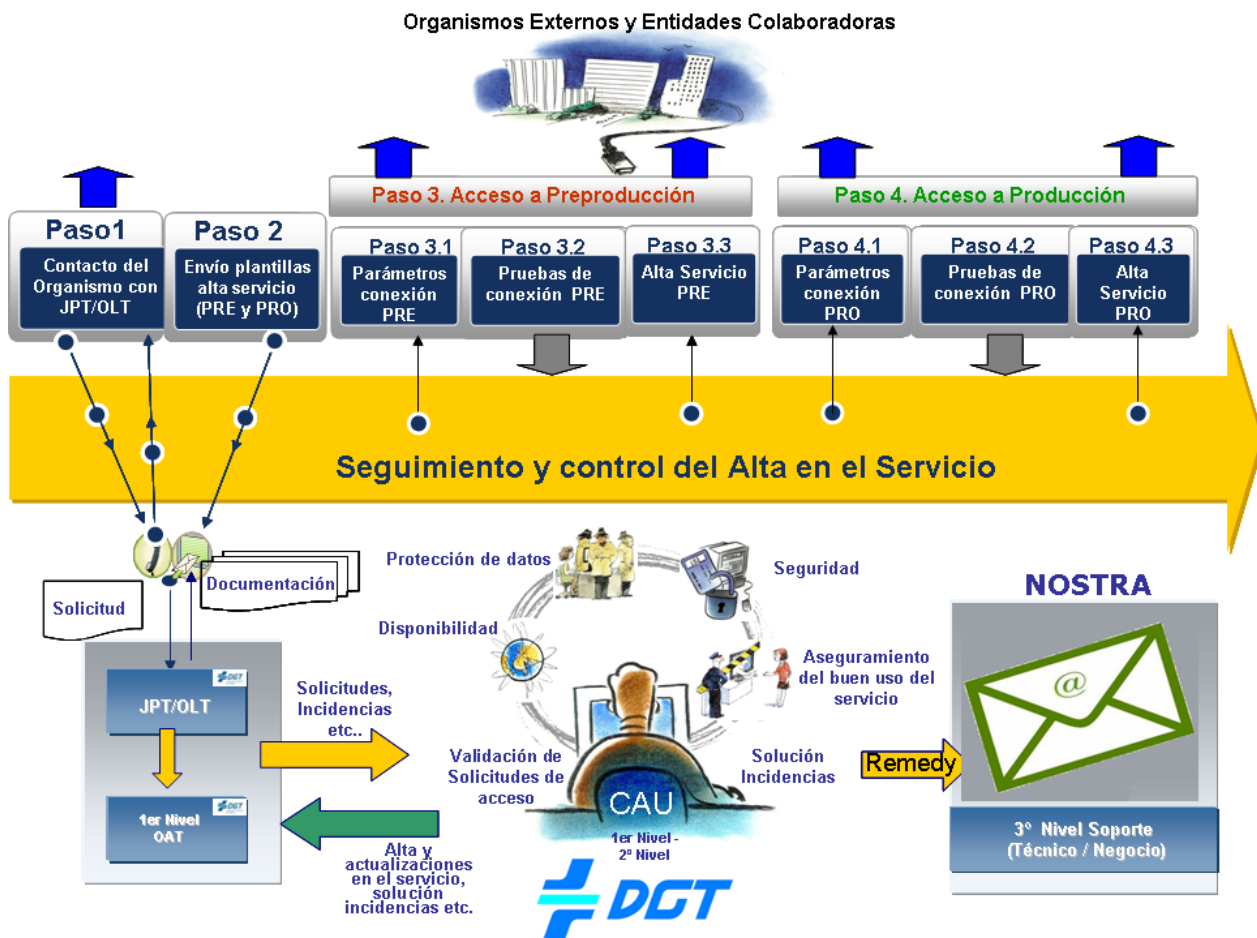 Organismos Externos y Entidades Colaboradoras
Paso 3. Acceso a Preproducción
Paso 4. Acceso a Producción
Paso1
Contacto del
Organismo con
JPT/OLT
Paso 2
Envío plantillas
alta servicio
(PRE y PRO)
Paso 3.1
Parámetros
conexión
PRE
Paso 3.2
Pruebas de
conexión PRE
Paso 3.3
Alta Servicio
PRE
Paso 4.1
Parámetros
conexión
PRO
Paso 4.2
Pruebas de
conexión PRO
Paso 4.3
Alta
Servicio
PRO
Seguimiento y control del Alta en el Servicio
Solicitud
Documentación
DGT
JPT/OLT
DGT
1er Nivel
OAT
Solicitudes,
Incidencias
etc..
Alta y
actualizaciones
en el servicio,
solución
incidencias etc.
Protección de datos
Seguridad
Disponibilidad
Aseguramiento
del buen uso del
servicio
Validación de
Solicitudes de
acceso
Solución
Incidencias
CAU
1er Nivel -
2º Nivel
DGT
Remedy
NOSTRA
@
3º Nivel Soporte
(Técnico / Negocio)